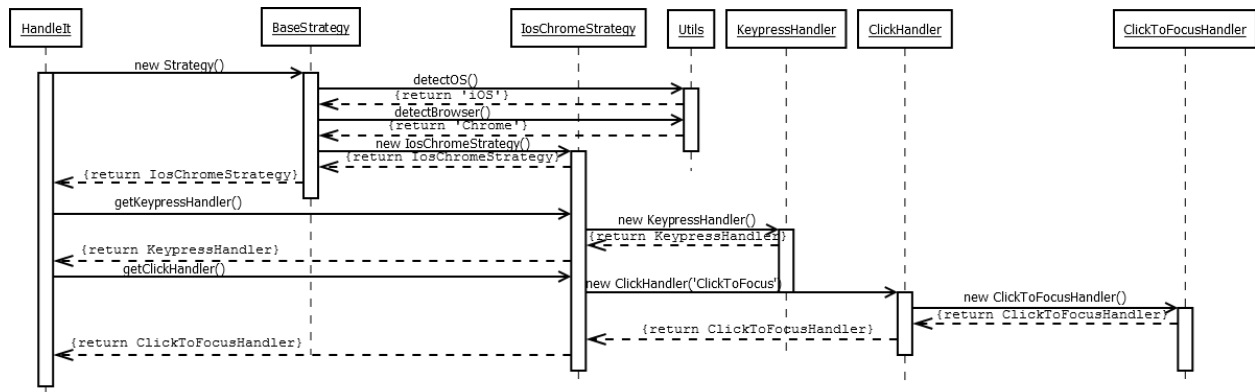 HandleIt
BaseStrategy
IosChromeStrategy
Utils
KeypressHandler
ClickHandler
ClickToFocusHandler
new Strategy()
detectOS()
{return 'iOS'}
detectBrowser()
{return 'Chrome'}
new IosChromeStrategy()
{return IosChromeStrategy}
{return IosChromeStrategy}
getKeypressHandler()
new KeypressHandler()
{return KeypressHandler}
{return KeypressHandler}
getClickHandler()
new ClickHandler('ClickToFocus')
new ClickToFocusHandler()
{return ClickToFocusHandler}
{return ClickToFocusHandler}
{return ClickToFocusHandler}